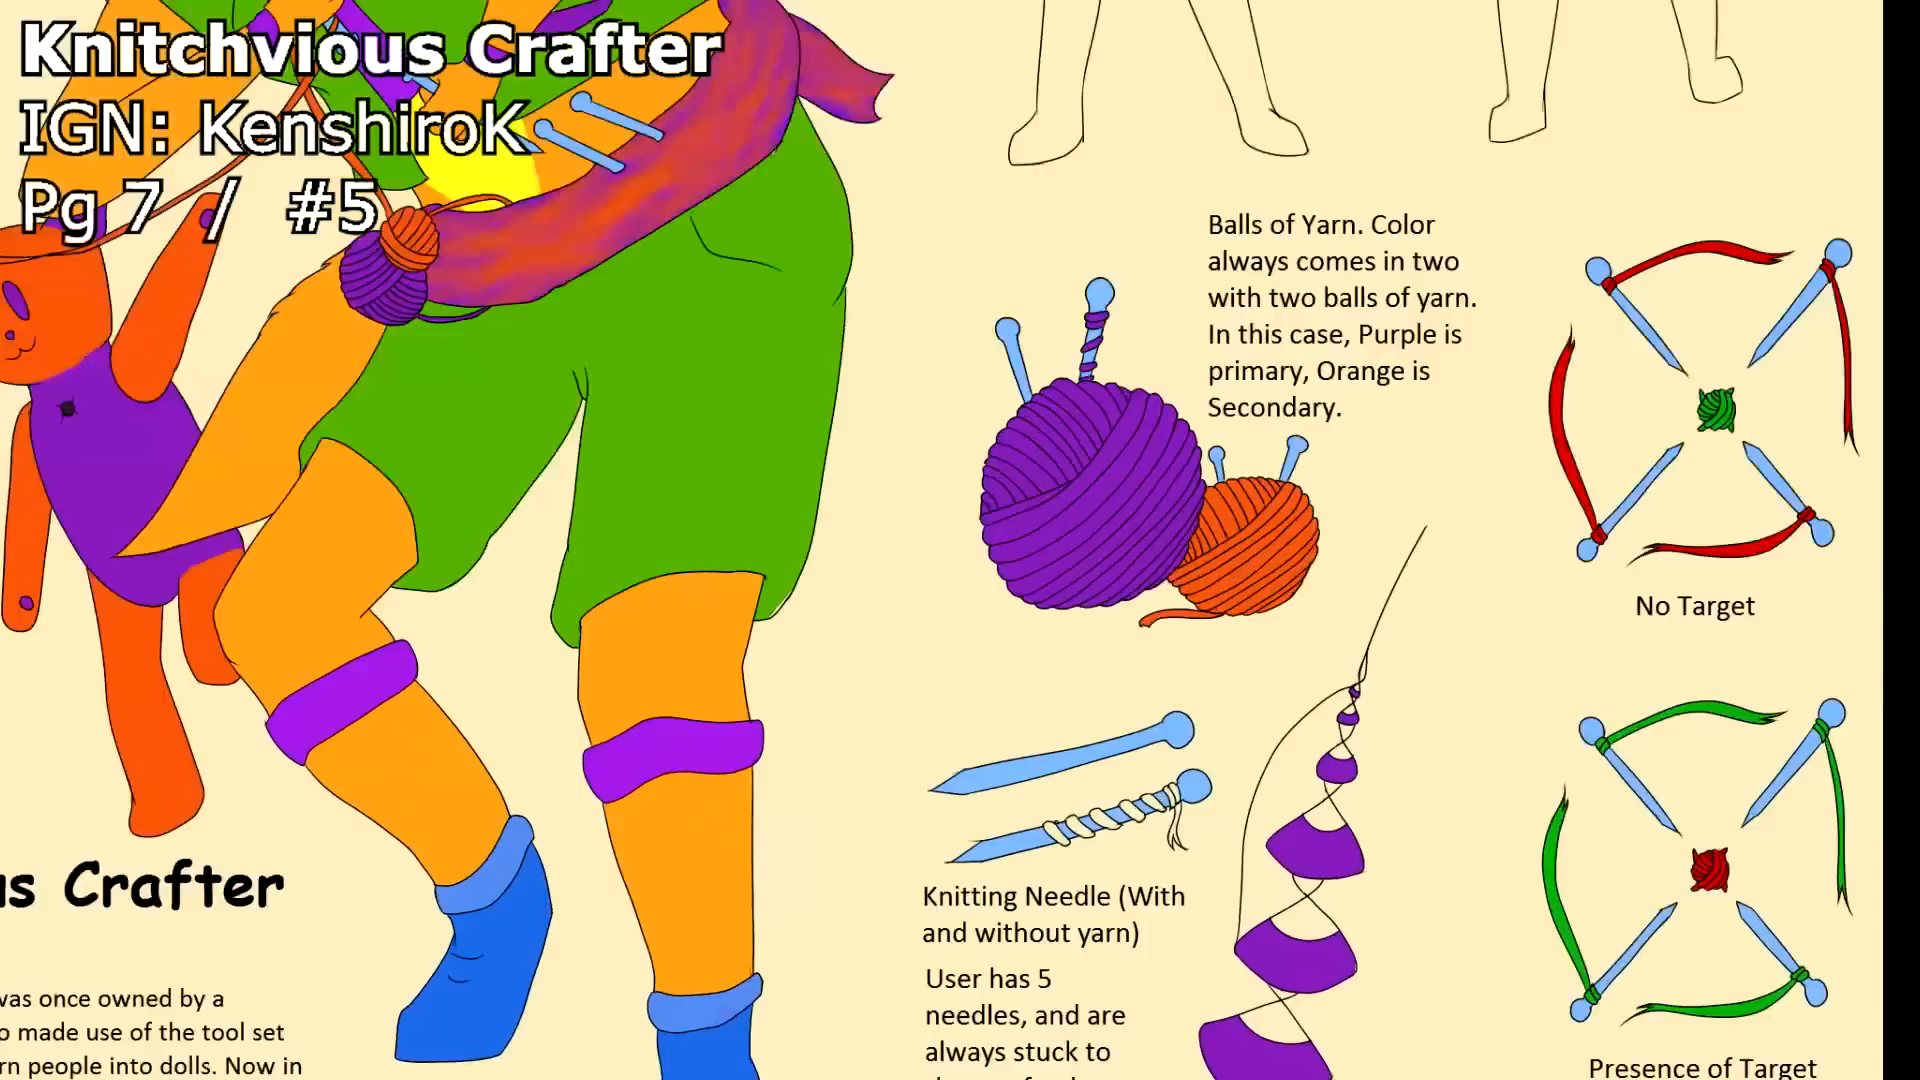 Knitchvious Crafter
IGN: KenshiroK
Pg 7 / #5
Balls of Yarn. Color
always comes in two
with two balls of yarn.
In this case, Purple is
primary, Orange is
Secondary.
No Target
Knitting Needle (With
and without yarn)
User has 5
needles, and are
always stuck to
Presence of Target
Crafter
was once owned by a
made use of the tool set
people into dolls. Now in